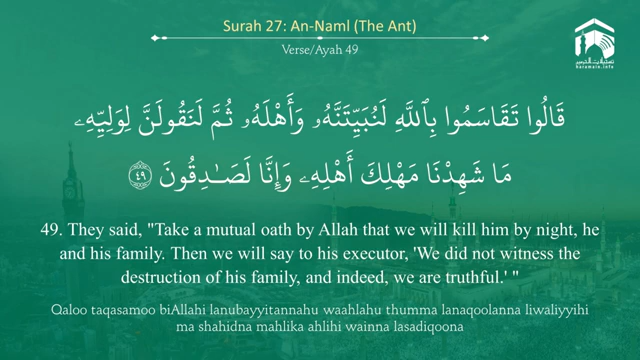 Surah 27: An-Naml (The Ant)
Verse/Ayah 49
haramain.info
قَالُوا تَقَاسَمُوا بِٱللَّهِ لَنُبَيِّتَنَّهُۥ وَأَهْلَهُۥ ثُمَّ لَنَقُولَنَّ لِوَلِيِّهِۦ
مَا شَهِدْنَا مَهْلِكَ أَهْلِهِۦ وَإِنَّا لَصَـٰدِقُونَ ٤٩
49. They said, "Take a mutual oath by Allah that we will kill him by night, he
and his family. Then we will say to his executor, 'We did not witness the
destruction of his family, and indeed, we are truthful.' "
Qaloo taqasamoo biAllahi lanubayyitannahu waahlahu thumma lanaqoolanna liwaliyyihi
ma shahidna mahlika ahlihi wainna lasadiqoona